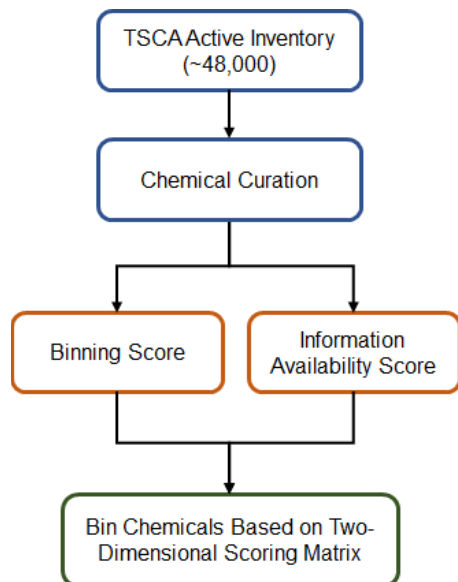 TSCA Active Inventory
(~48,000)
Chemical Curation
Binning Score
Information
Availability Score
Bin Chemicals Based on Two-
Dimensional Scoring Matrix